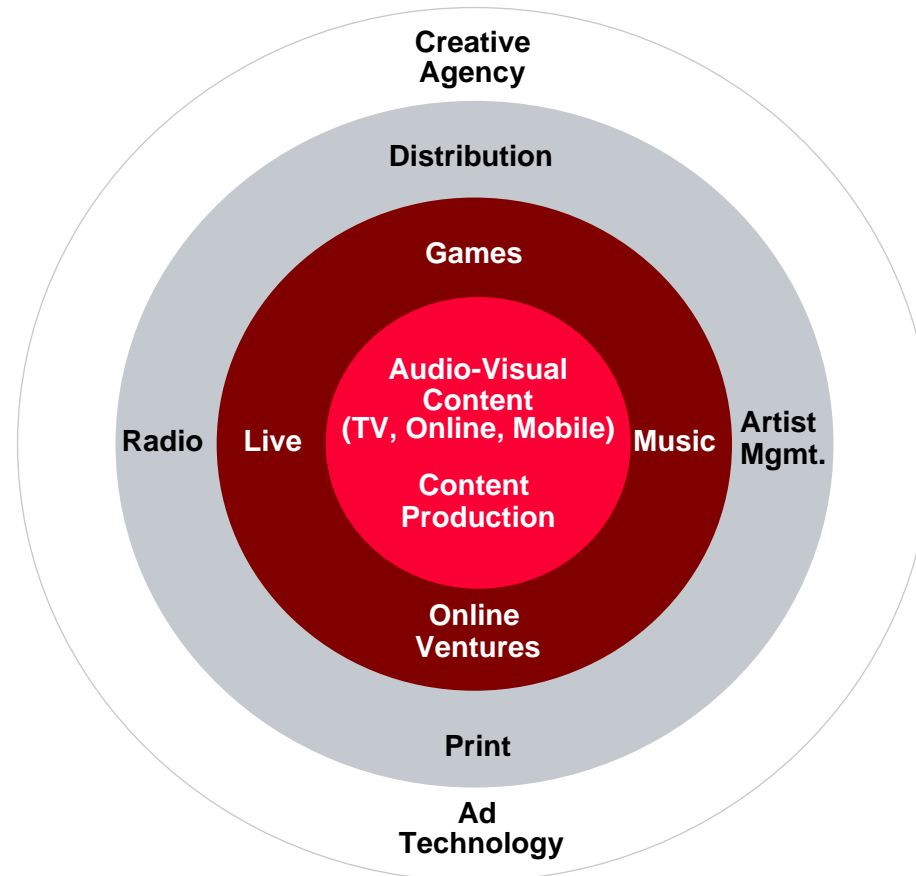 Creative
Agency
Distribution
Games
Audio-Visual
Content
(TV, Online, Mobile)
Content
Production
Radio
Live
Music
Artist
Mgmt.
Online
Ventures
Print
Ad
Technology